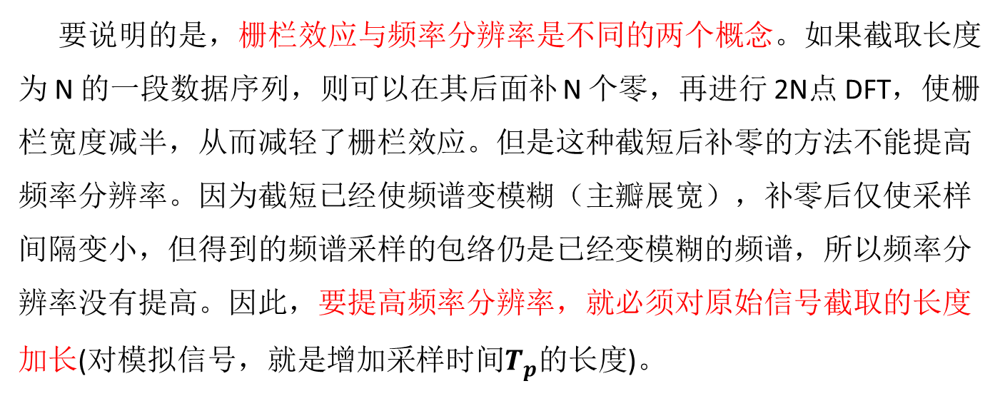 要说明的是，栅栏效应与频率分辨率是不同的两个概念。如果截取长度
为 N 的一段数据序列，则可以在其后面补 N 个零，再进行 2N点 DFT，使栅
栏宽度减半，从而减轻了栅栏效应。但是这种截短后补零的方法不能提高
频率分辨率。因为截短已经使频谱变模糊（主瓣展宽），补零后仅使采样
间隔变小，但得到的频谱采样的包络仍是已经变模糊的频谱，所以频率分
辨率没有提高。因此，要提高频率分辨率，就必须对原始信号截取的长度
加长(对模拟信号，就是增加采样时间Tp的长度)。